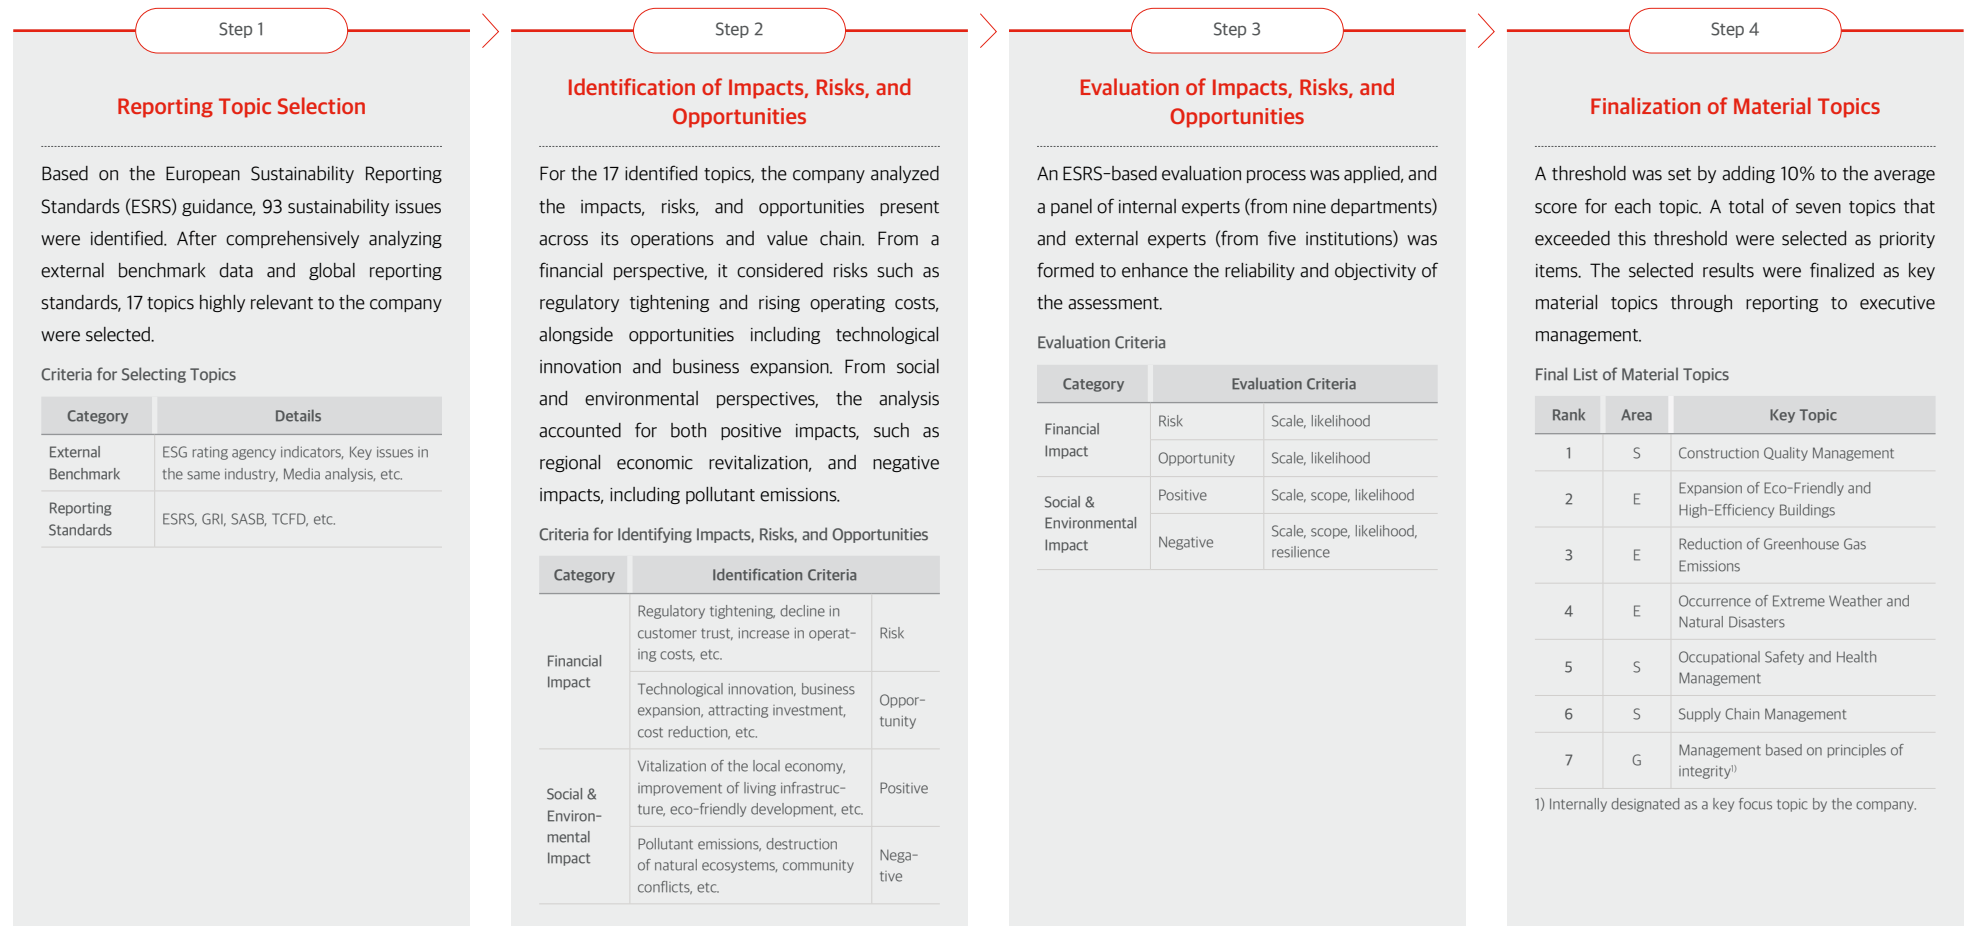 Step 1
Reporting Topic Selection
Based on the European Sustainability Reporting
Standards (ESRS) guidance, 93 sustainability issues
were identified. After comprehensively analyzing
external benchmark data and global reporting
standards, 17 topics highly relevant to the company
were selected.
Criteria for Selecting Topics
Category Details
External
Benchmark
ESG rating agency indicators, Key issues in
the same industry, Media analysis, etc.
Reporting
Standards
ESRS, GRI, SASB, TCFD, etc.
Step 2
Identification of Impacts, Risks, and
Opportunities
For the 17 identified topics, the company analyzed
the impacts, risks, and opportunities present
across its operations and value chain. From a
financial perspective, it considered risks such as
regulatory tightening and rising operating costs,
alongside opportunities including technological
innovation and business expansion. From social
and environmental perspectives, the analysis
accounted for both positive impacts, such as
regional economic revitalization, and negative
impacts, including pollutant emissions.
Criteria for Identifying Impacts, Risks, and Opportunities
Category Identification Criteria
Financial
Impact
Regulatory tightening, decline in
customer trust, increase in operat-
ing costs, etc.
Risk
Technological innovation, business
expansion, attracting investment,
cost reduction, etc.
Oppor-
tunity
Social &
Environ-
mental
Impact
Vitalization of the local economy,
improvement of living infrastruc-
ture, eco-friendly development, etc.
Positive
Pollutant emissions, destruction
of natural ecosystems, community
conflicts, etc.
Nega-
tive
Step 3
Evaluation of Impacts, Risks, and
Opportunities
An ESRS-based evaluation process was applied, and
a panel of internal experts (from nine departments)
and external experts (from five institutions) was
formed to enhance the reliability and objectivity of
the assessment.
Evaluation Criteria
Category Evaluation Criteria
Financial
Impact
Risk Scale, likelihood
Opportunity Scale, likelihood
Social &
Environmental
Impact
Positive Scale, scope, likelihood
Negative
Scale, scope, likelihood,
resilience
Step 4
Finalization of Material Topics
A threshold was set by adding 10% to the average
score for each topic. A total of seven topics that
exceeded this threshold were selected as priority
items. The selected results were finalized as key
material topics through reporting to executive
management.
Final List of Material Topics
Rank Area Key Topic
1 S Construction Quality Management
2 E Expansion of Eco-Friendly and
High-Efficiency Buildings
3 E Reduction of Greenhouse Gas
Emissions
4 E Occurrence of Extreme Weather and
Natural Disasters
5 S Occupational Safety and Health
Management
6 S Supply Chain Management
7 G Management based on principles of
integrity1)
1) Internally designated as a key focus topic by the company.